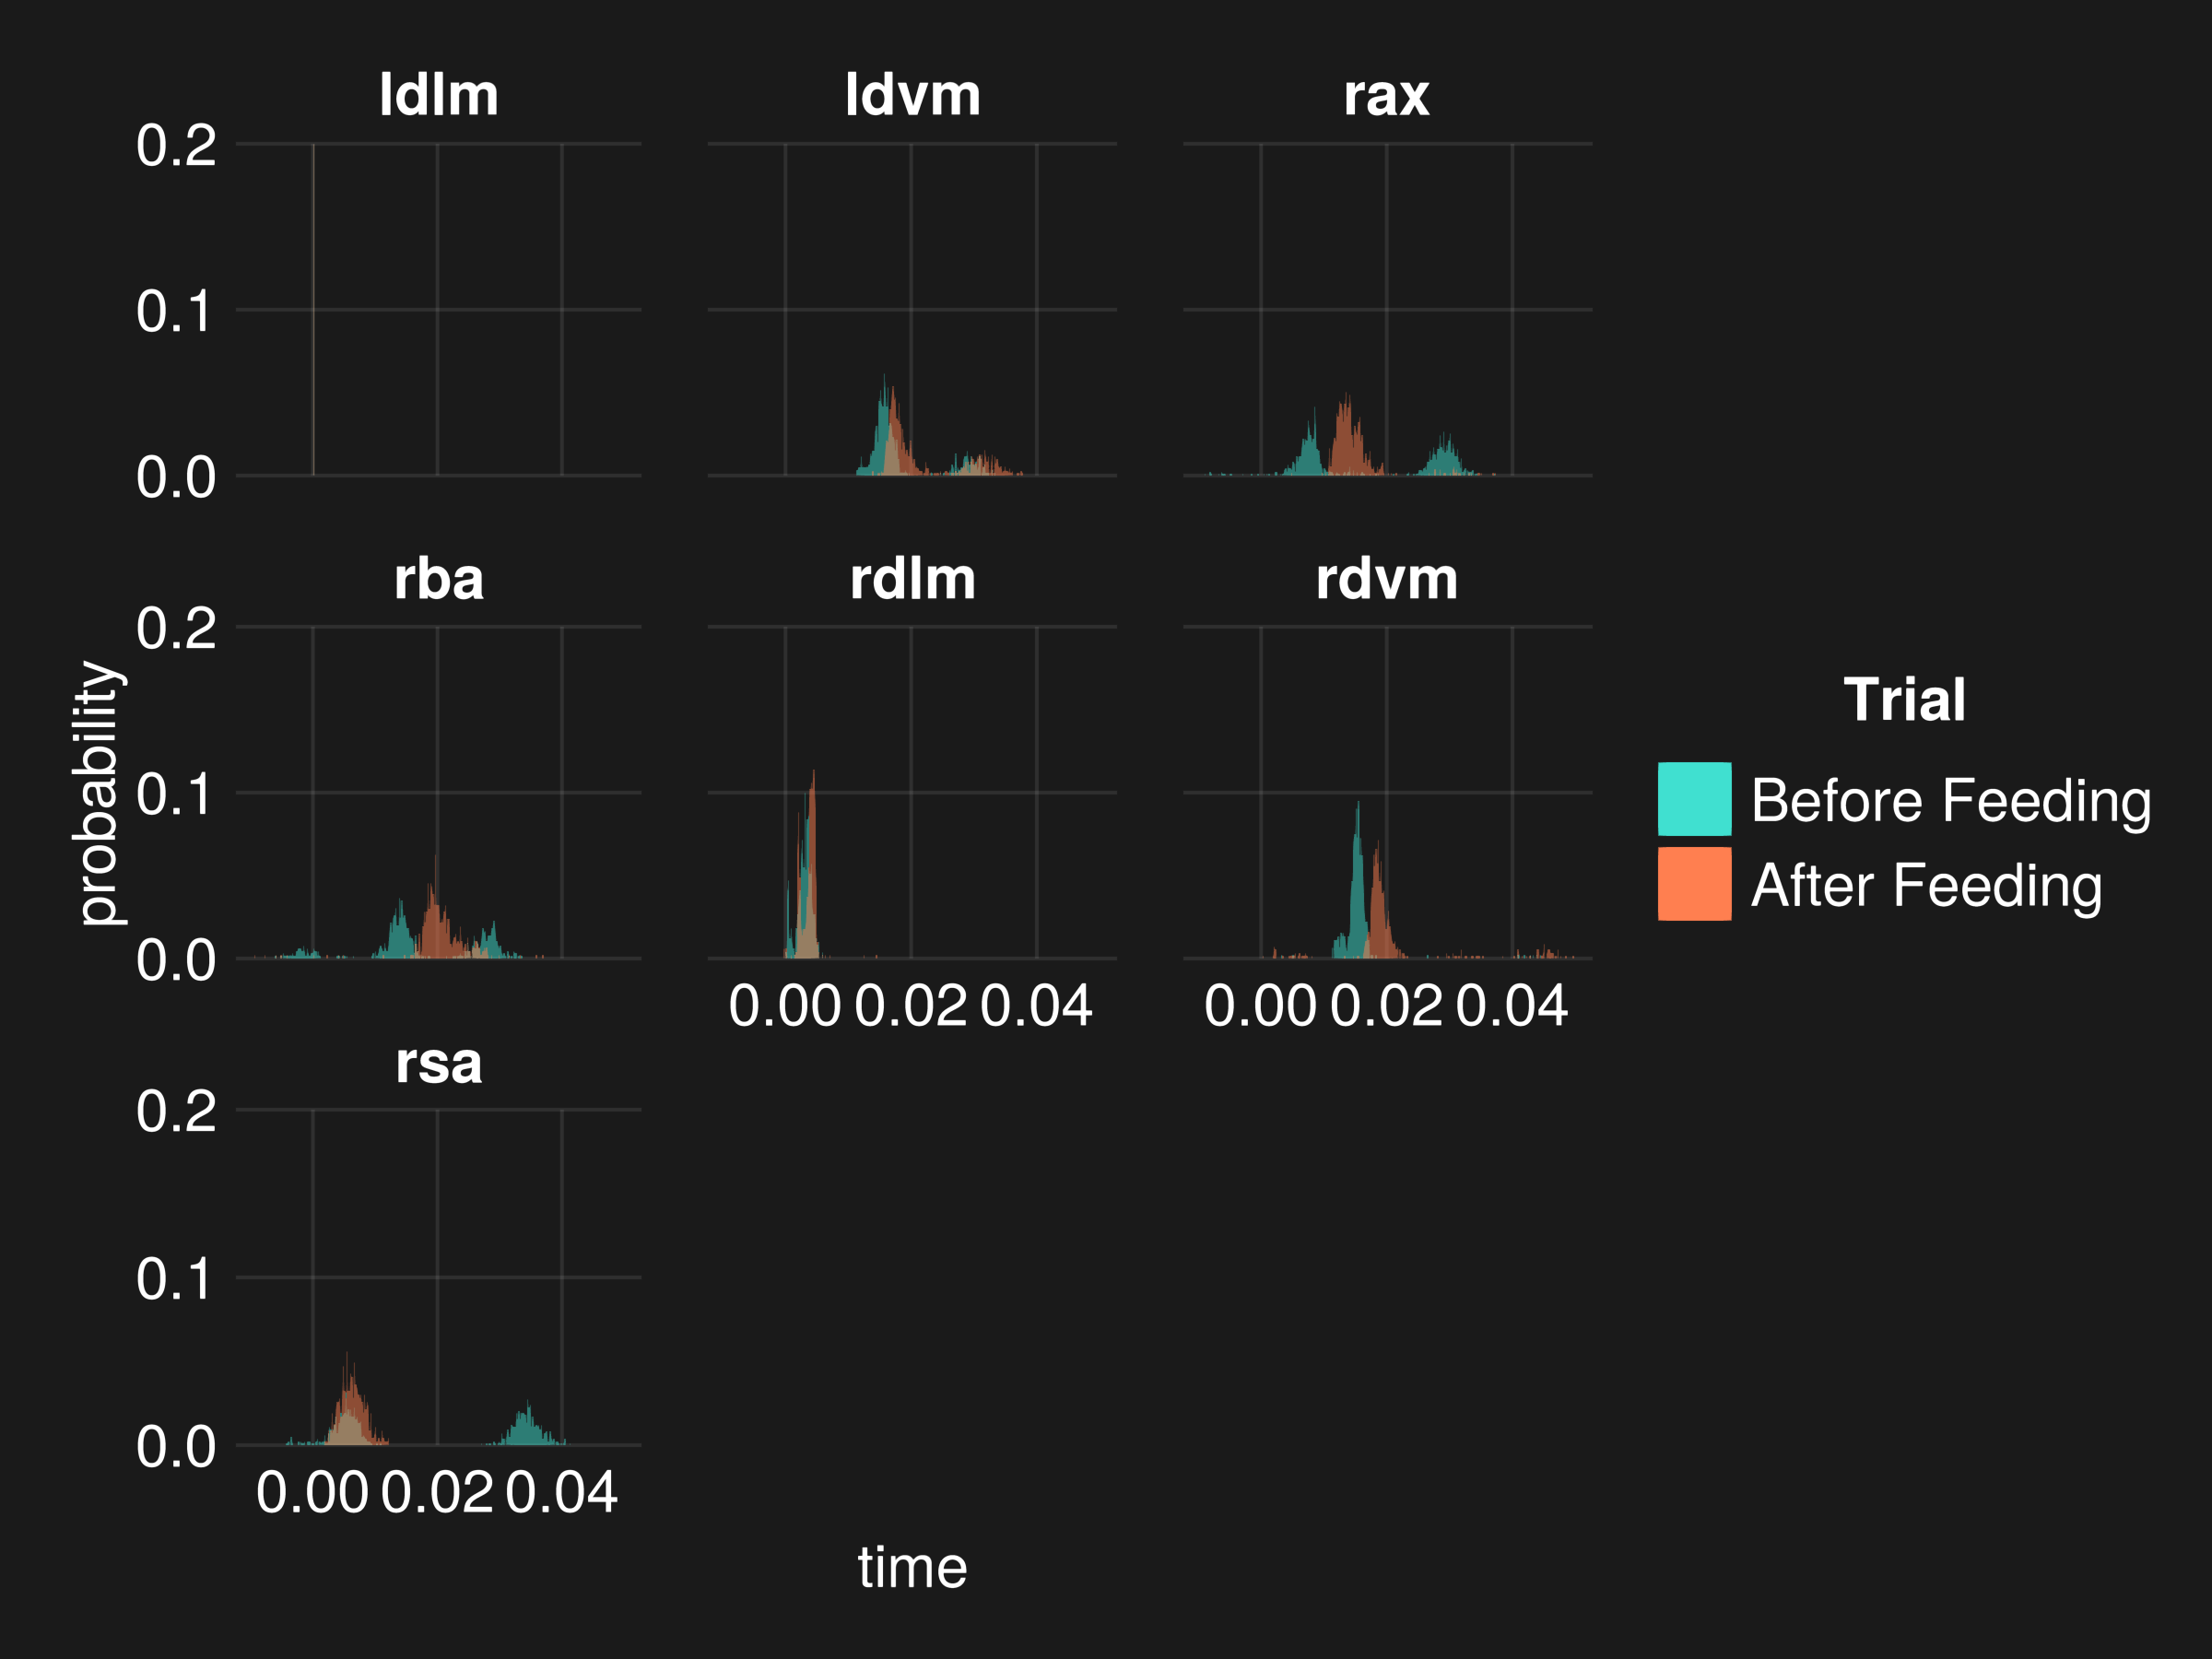 ldlm ldvm rax
0.2
0.1
0.0
rba rdlm rdvm
0.2
0.1
0.0
probability
0.00 0.02 0.04 0.00 0.02 0.04
Trial
Before Feeding
After Feeding
rsa
0.2
0.1
0.0
0.00 0.02 0.04
time